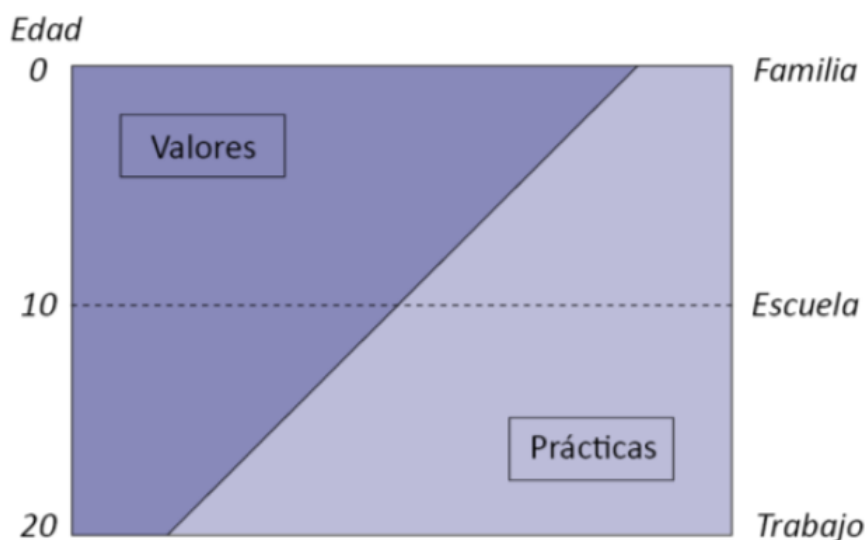 Edad
0
Familia
Valores
10
Escuela
Prácticas
20
Trabajo